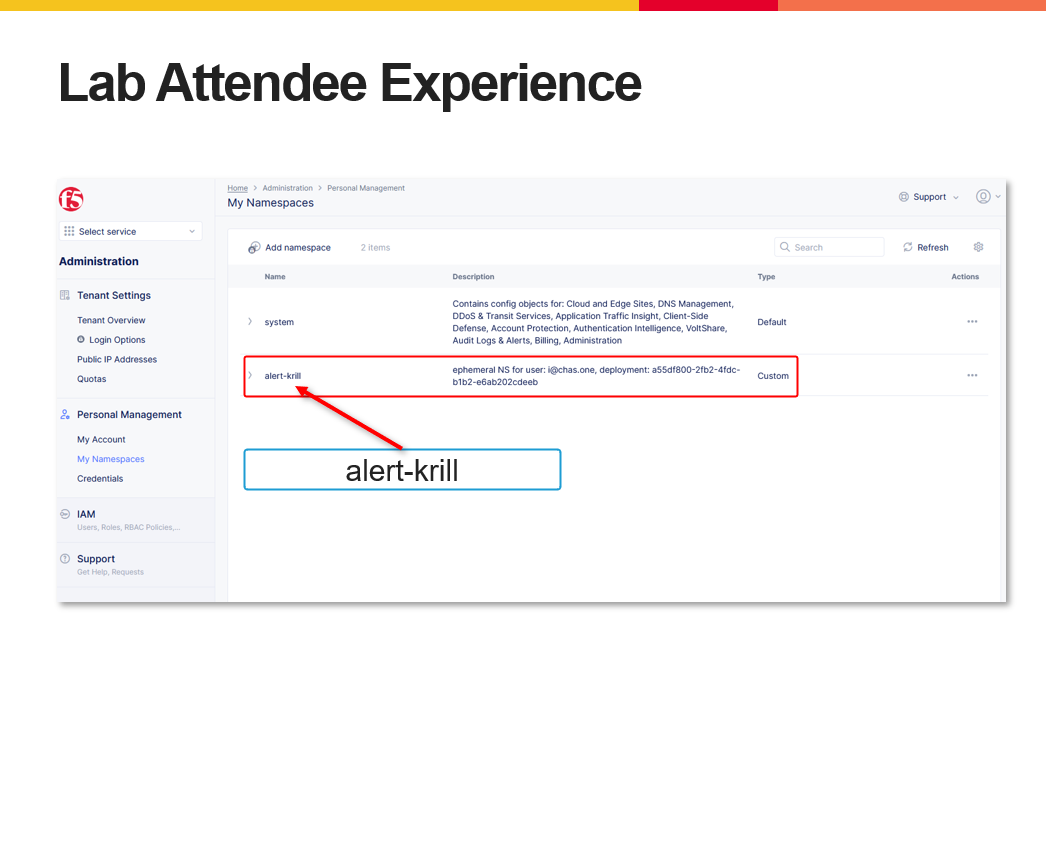 Lab Attendee Experience
f5
Home > Administration > Personal Management
My Namespaces
Support
Select service
Administration
Tenant Settings
Tenant Overview
Login Options
Public IP Addresses
Quotas
Personal Management
My Account
My Namespaces
Credentials
IAM
Users, Roles, RBAC Policies,...
Support
Get Help, Requests
Add namespace 2 items Search Refresh
Name Description Type Actions
system
Contains config objects for: Cloud and Edge Sites, DNS Management,
DDoS & Transit Services, Application Traffic Insight, Client-Side
Defense, Account Protection, Authentication Intelligence, VoltShare,
Audit Logs & Alerts, Billing, Administration
Default
alert-krill
ephemeral NS for user: i@chas.one, deployment: a55df800-2fb2-4fdc-
b1b2-e6ab202cdeeb
Custom
alert-krill